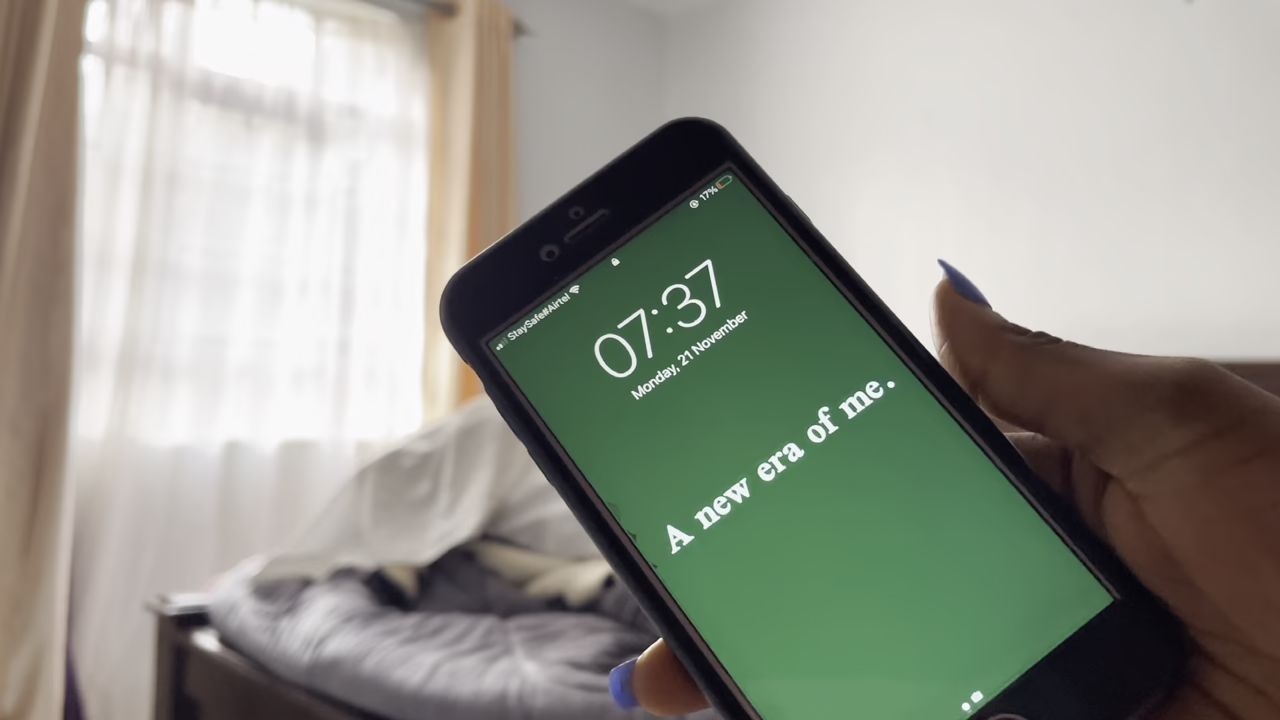 StaySafe#Airtel
17%
07:37
Monday, 21 November
A new era of me.